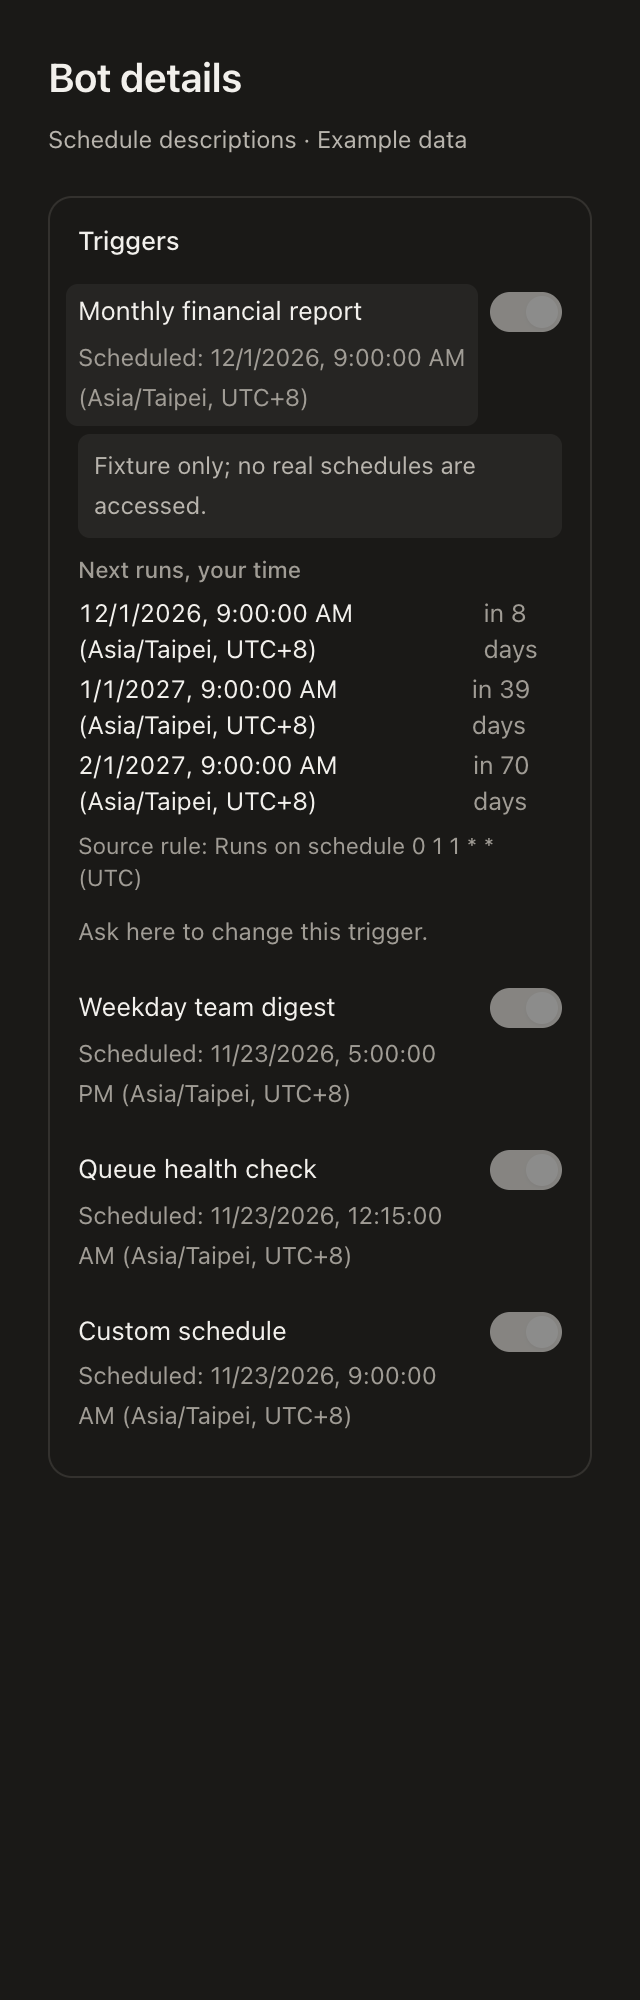 Bot details
Schedule descriptions · Example data
Triggers
Monthly financial report
Scheduled: 12/1/2026, 9:00:00 AM
(Asia/Taipei, UTC+8)
Fixture only; no real schedules are
accessed.
Next runs, your time
12/1/2026, 9:00:00 AM
(Asia/Taipei, UTC+8)
in 8
days
1/1/2027, 9:00:00 AM
(Asia/Taipei, UTC+8)
in 39
days
2/1/2027, 9:00:00 AM
(Asia/Taipei, UTC+8)
in 70
days
Source rule: Runs on schedule 0 1 1 * *
(UTC)
Ask here to change this trigger.
Weekday team digest
Scheduled: 11/23/2026, 5:00:00
PM (Asia/Taipei, UTC+8)
Queue health check
Scheduled: 11/23/2026, 12:15:00
AM (Asia/Taipei, UTC+8)
Custom schedule
Scheduled: 11/23/2026, 9:00:00
AM (Asia/Taipei, UTC+8)